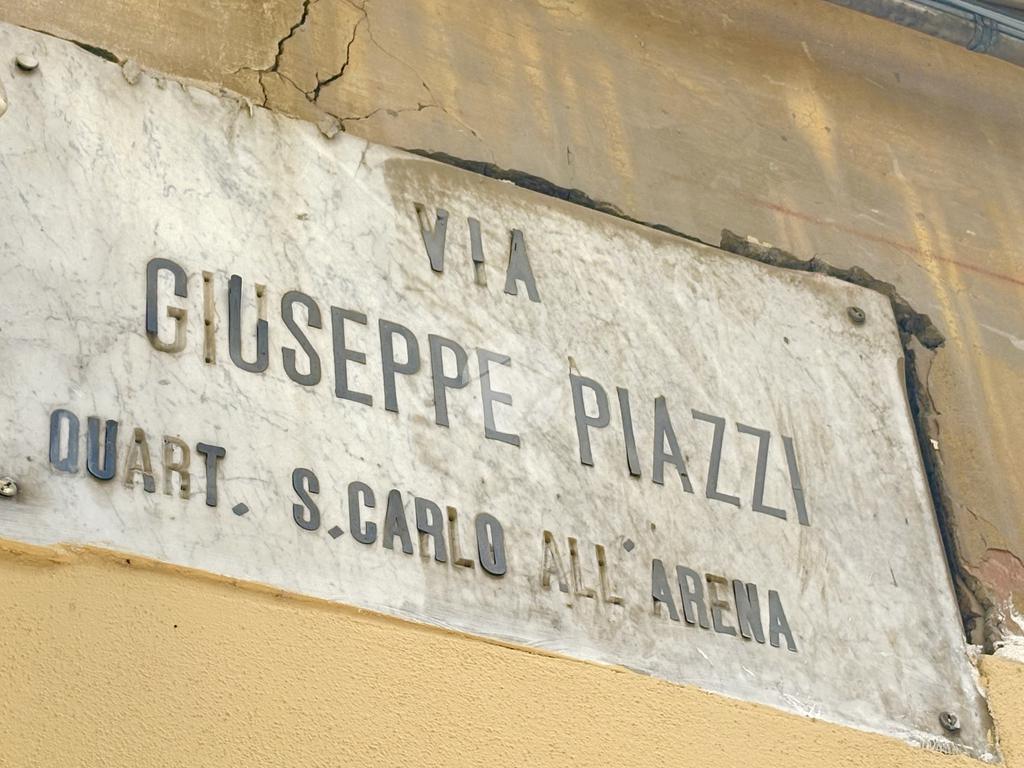 VIA
GIUSEPPE PIAZZI
QUART. S.CARLO ALL'ARENA